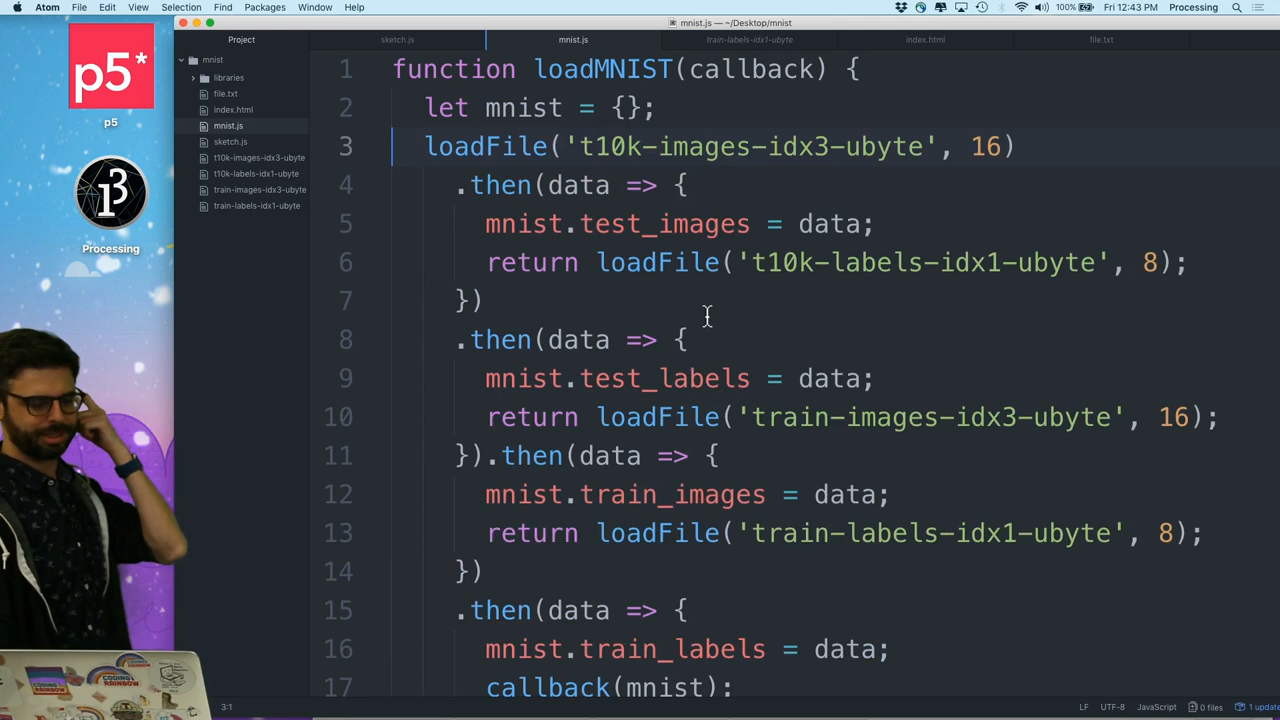 Atom File Edit View Selection Find Packages Window Help
100% Fri 12:43 PM Processing
mnist.js — ~/Desktop/mnist
Project
sketch.js mnist.js train-labels-idx1-ubyte index.html file.txt
mnist
libraries
file.txt
index.html
mnist.js
sketch.js
t10k-images-idx3-ubyte
t10k-labels-idx1-ubyte
train-images-idx3-ubyte
train-labels-idx1-ubyte
p5*
p5
Processing
1 function loadMNIST(callback) {
2 let mnist = {};
3 loadFile('t10k-images-idx3-ubyte', 16)
4 .then(data => {
5 mnist.test_images = data;
6 return loadFile('t10k-labels-idx1-ubyte', 8);
7 })
8 .then(data => {
9 mnist.test_labels = data;
10 return loadFile('train-images-idx3-ubyte', 16);
11 }).then(data => {
12 mnist.train_images = data;
13 return loadFile('train-labels-idx1-ubyte', 8);
14 })
15 .then(data => {
16 mnist.train_labels = data;
17 callback(mnist);
3:1
LF UTF-8 JavaScript 0 files 1 update
CODING RAINBOW